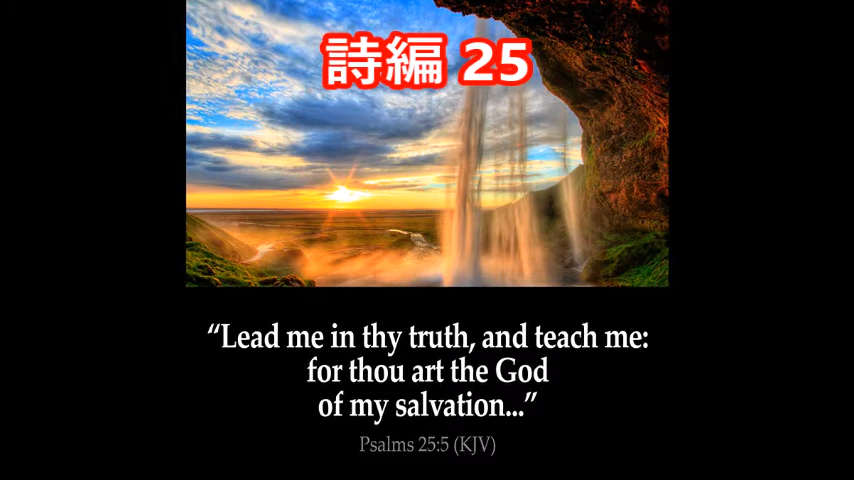 詩編 25
“Lead me in thy truth, and teach me:
for thou art the God
of my salvation...”
Psalms 25:5 (KJV)